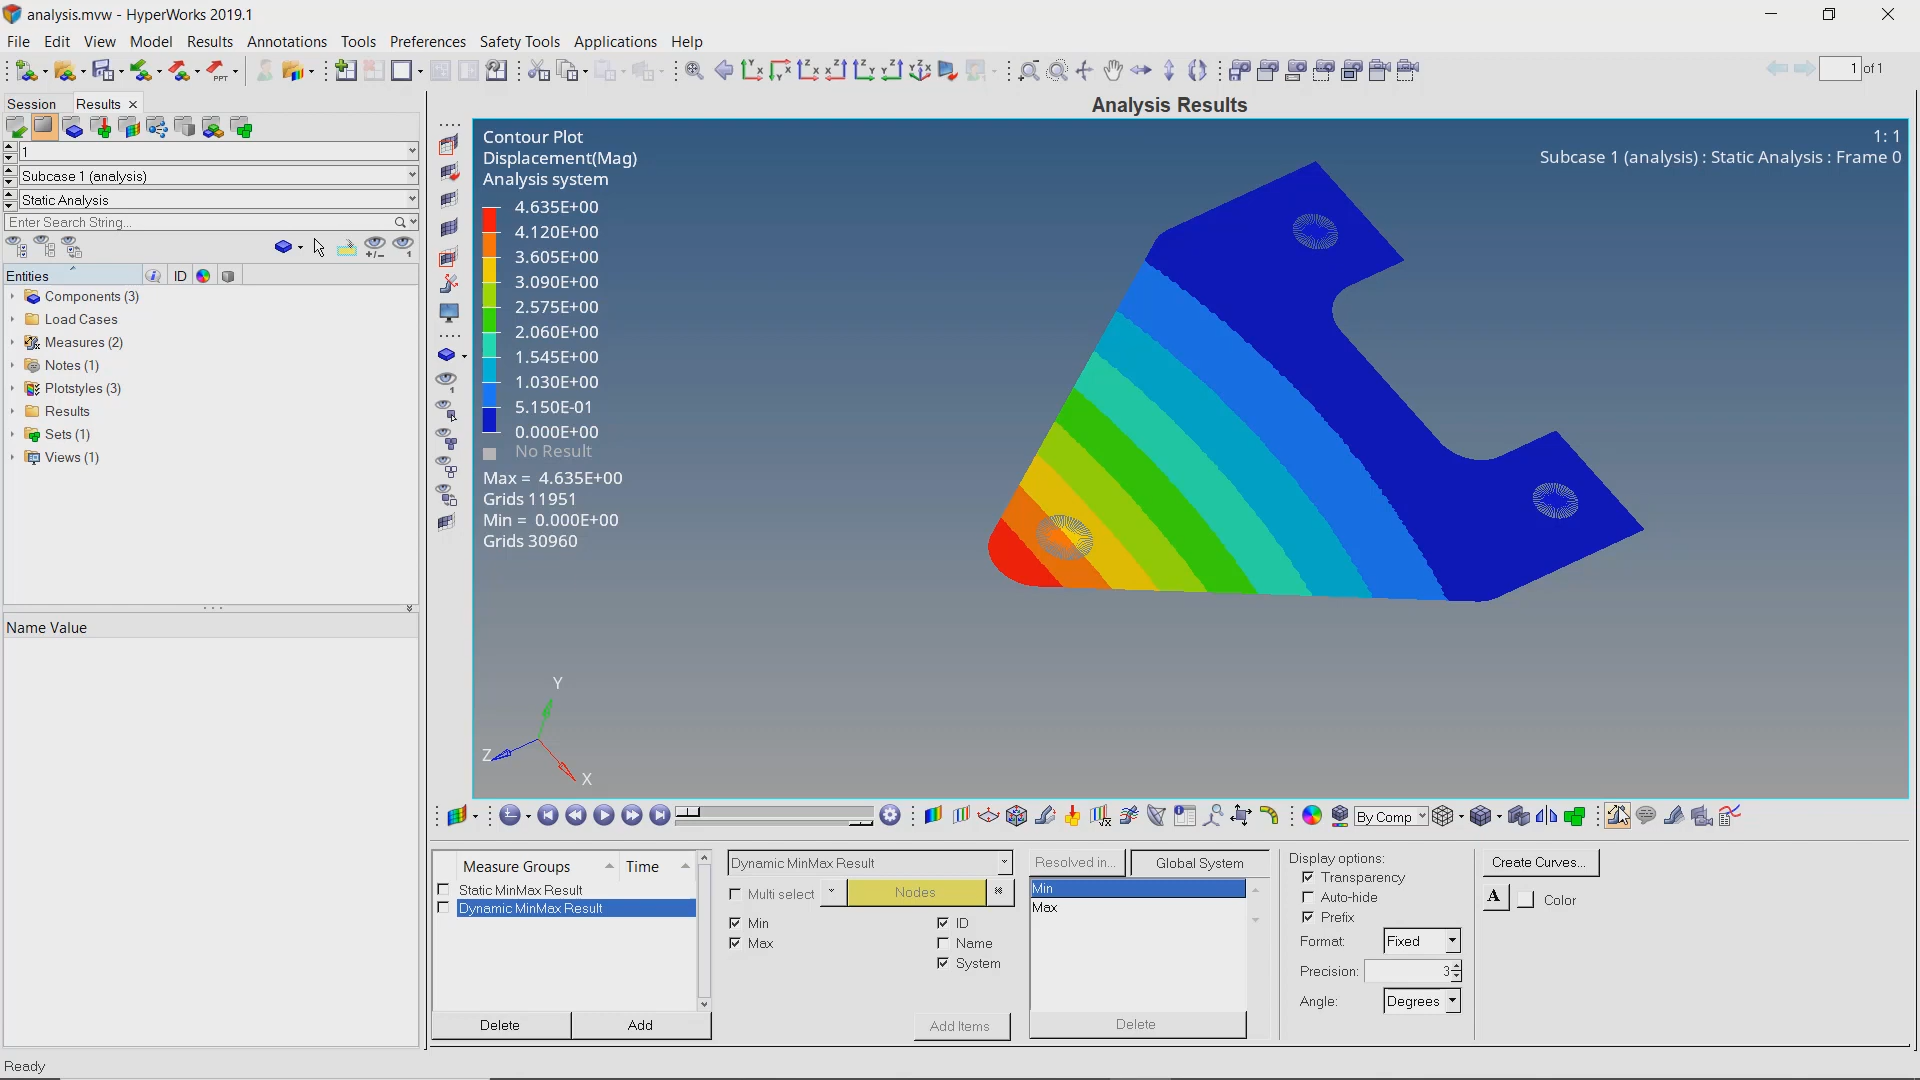 analysis.mvw - HyperWorks 2019.1
File Edit View Model Results Annotations Tools Preferences Safety Tools Applications Help
1 of 1
Session Results
Analysis Results
1
Subcase 1 (analysis)
Static Analysis
Enter Search String...
Entities ID
Components (3)
Load Cases
Measures (2)
Notes (1)
Plotstyles (3)
Results
Sets (1)
Views (1)
Name Value
Contour Plot
Displacement(Mag)
Analysis system
4.635E+00
4.120E+00
3.605E+00
3.090E+00
2.575E+00
2.060E+00
1.545E+00
1.030E+00
5.150E-01
0.000E+00
No Result
Max = 4.635E+00
Grids 11951
Min = 0.000E+00
Grids 30960
1: 1
Subcase 1 (analysis) : Static Analysis : Frame 0
Y
Z
X
By Comp
Measure Groups Time
Static MinMax Result
Dynamic MinMax Result
Delete Add
Dynamic MinMax Result
Multi select Nodes
Min ID
Max Name
System
Add Items
Resolved in... Global System
Min
Max
Delete
Display options:
Transparency
Auto-hide
Prefix
Format: Fixed
Precision: 3
Angle: Degrees
Create Curves...
A Color
Ready